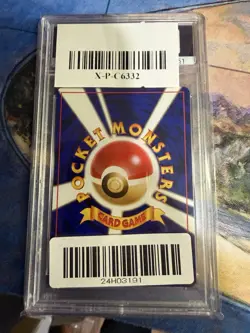 X-P-C6332
POCKET MONSTERS
CARD GAME
24H03191